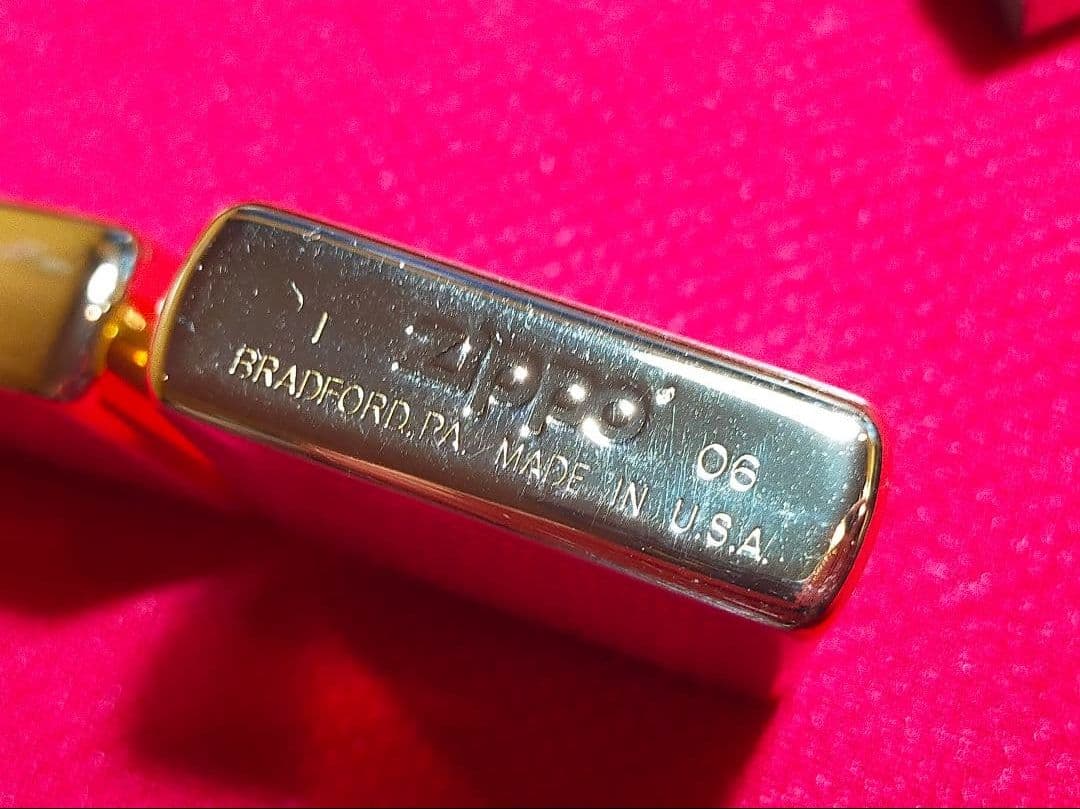 I zippo® 06
BRADFORD, PA. MADE IN U.S.A.